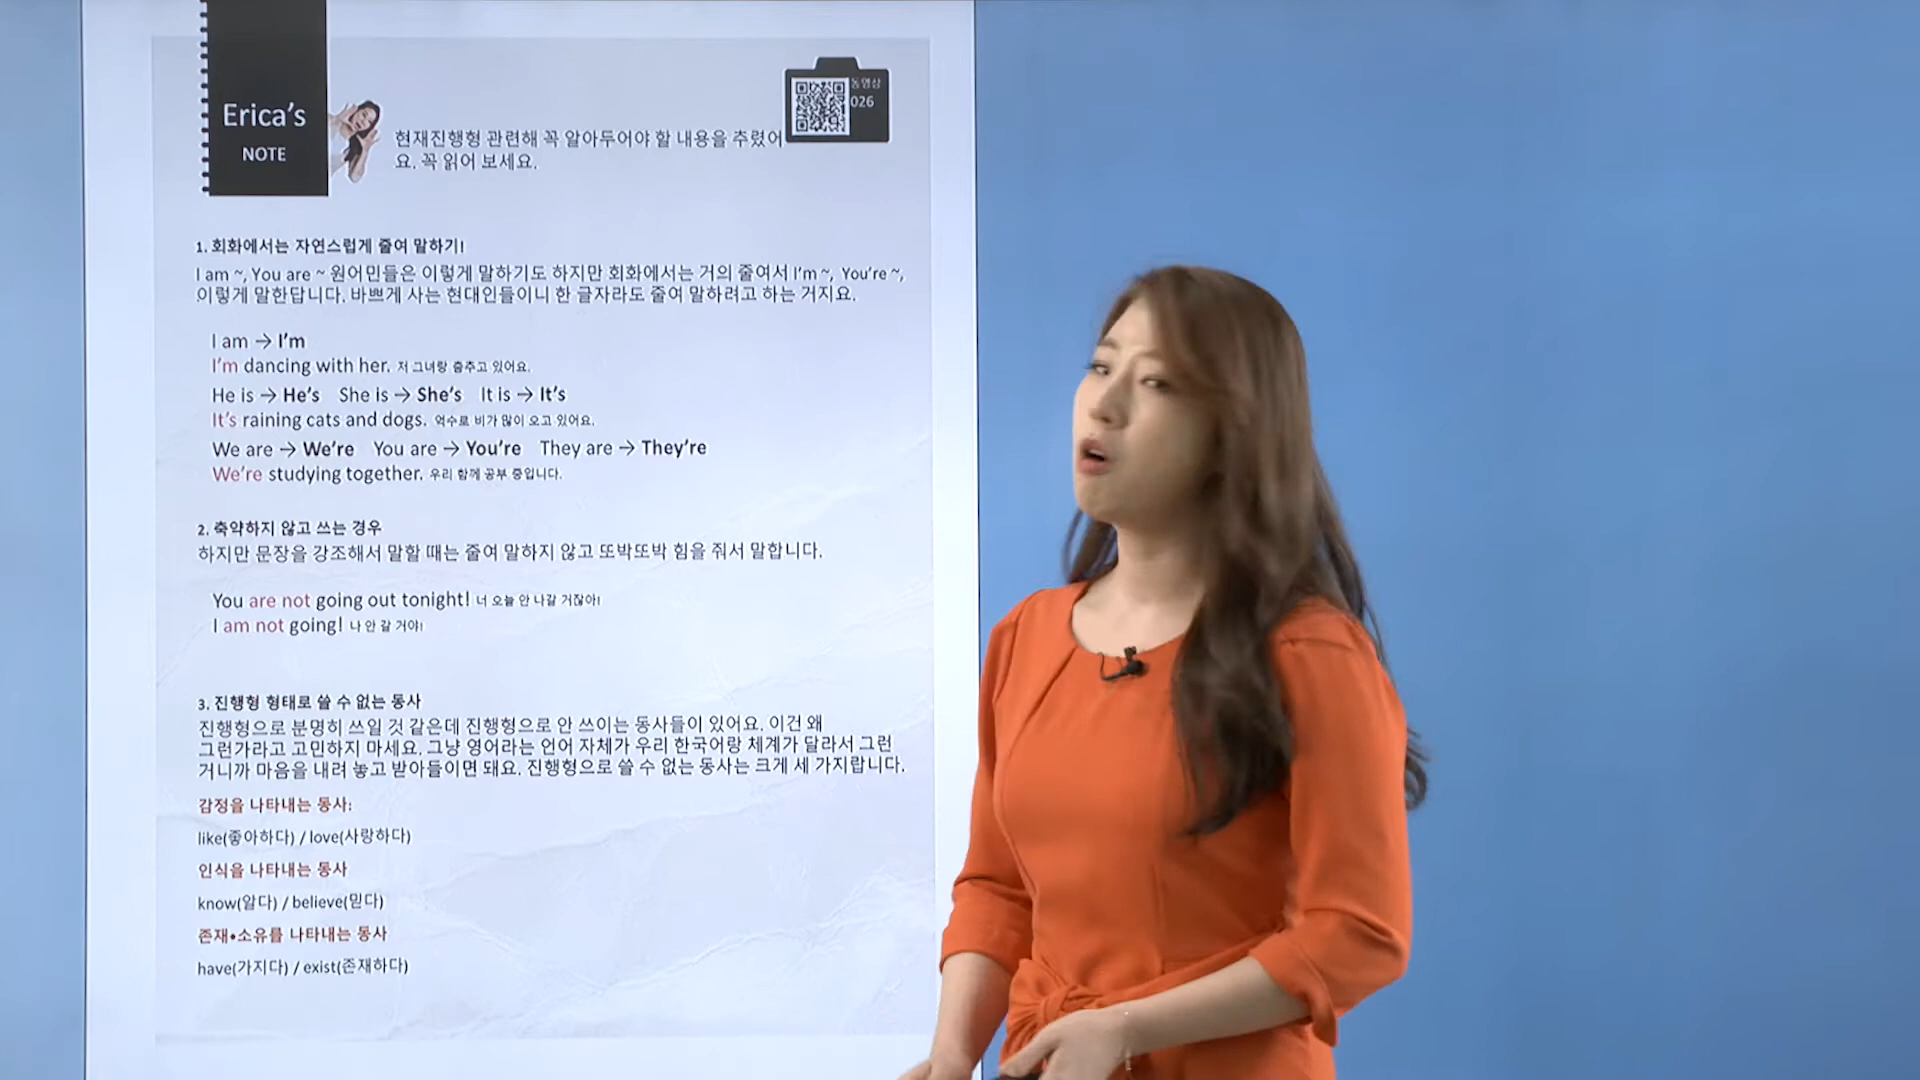 Erica's
NOTE
동영상
026
현재진행형 관련해 꼭 알아두어야 할 내용을 추렸어
요. 꼭 읽어 보세요.
1. 회화에서는 자연스럽게 줄여 말하기!
I am ~, You are ~ 원어민들은 이렇게 말하기도 하지만 회화에서는 거의 줄여서 I'm ~, You're ~,
이렇게 말한답니다. 바쁘게 사는 현대인들이니 한 글자라도 줄여 말하려고 하는 거지요.
I am → I'm
I'm dancing with her. 저 그녀랑 춤추고 있어요.
He is → He's She is → She's It is → It's
It's raining cats and dogs. 억수로 비가 많이 오고 있어요.
We are → We're You are → You're They are → They're
We're studying together. 우리 함께 공부 중입니다.
2. 축약하지 않고 쓰는 경우
하지만 문장을 강조해서 말할 때는 줄여 말하지 않고 또박또박 힘을 줘서 말합니다.
You are not going out tonight! 너 오늘 안 나갈 거잖아!
I am not going! 나 안 갈 거야!
3. 진행형 형태로 쓸 수 없는 동사
진행형으로 분명히 쓰일 것 같은데 진행형으로 안 쓰이는 동사들이 있어요. 이건 왜
그런가라고 고민하지 마세요. 그냥 영어라는 언어 자체가 우리 한국어랑 체계가 달라서 그런
거니까 마음을 내려 놓고 받아들이면 돼요. 진행형으로 쓸 수 없는 동사는 크게 세 가지랍니다.
감정을 나타내는 동사:
like(좋아하다) / love(사랑하다)
인식을 나타내는 동사
know(알다) / believe(믿다)
존재•소유를 나타내는 동사
have(가지다) / exist(존재하다)